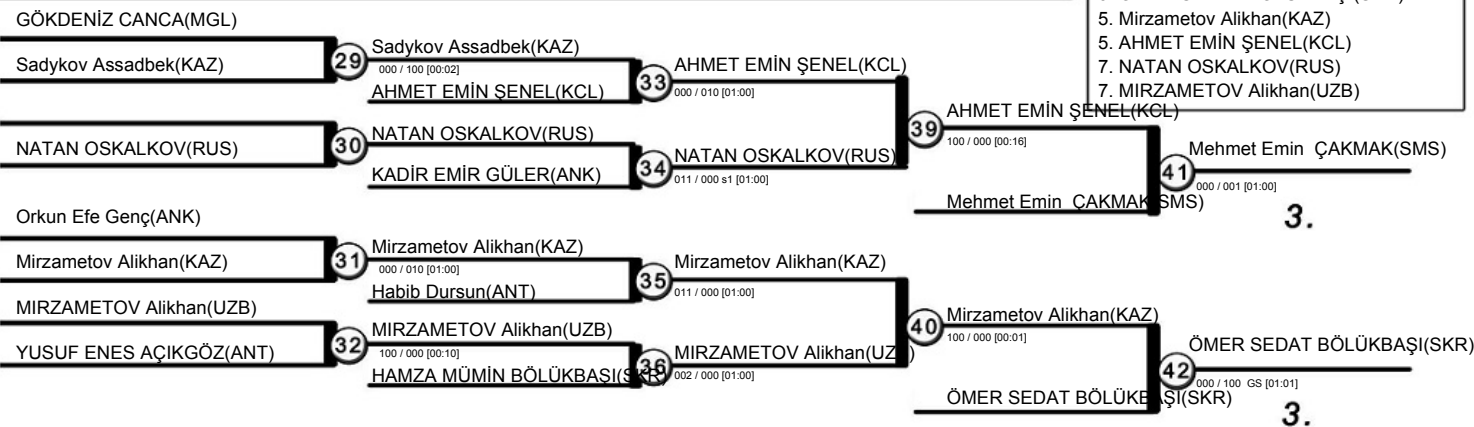 GÖKDENİZ CANCA(MGL)
Sadykov Assadbek(KAZ)
29
Sadykov Assadbek(KAZ)
000 / 100 [00:02]
AHMET EMİN ŞENEL(KCL)
33
AHMET EMİN ŞENEL(KCL)
000 / 010 [01:00]
NATAN OSKALKOV(RUS)
30
NATAN OSKALKOV(RUS)
KADİR EMİR GÜLER(ANK)
34
NATAN OSKALKOV(RUS)
011 / 000 s1 [01:00]
39
AHMET EMİN ŞENEL(KCL)
100 / 000 [00:16]
Mehmet Emin ÇAKMAK(SMS)
41
Mehmet Emin ÇAKMAK(SMS)
000 / 001 [01:00]
3.
Orkun Efe Genç(ANK)
Mirzametov Alikhan(KAZ)
31
Mirzametov Alikhan(KAZ)
000 / 010 [01:00]
Habib Dursun(ANT)
35
Mirzametov Alikhan(KAZ)
011 / 000 [01:00]
MIRZAMETOV Alikhan(UZB)
YUSUF ENES AÇIKGÖZ(ANT)
32
MIRZAMETOV Alikhan(UZB)
100 / 000 [00:10]
HAMZA MÜMİN BÖLÜKBAŞI(SKR)
36
MIRZAMETOV Alikhan(UZB)
002 / 000 [01:00]
40
Mirzametov Alikhan(KAZ)
100 / 000 [00:01]
ÖMER SEDAT BÖLÜKBAŞI(SKR)
42
ÖMER SEDAT BÖLÜKBAŞI(SKR)
000 / 100 GS [01:01]
3.
5. Mirzametov Alikhan(KAZ)
5. AHMET EMİN ŞENEL(KCL)
7. NATAN OSKALKOV(RUS)
7. MIRZAMETOV Alikhan(UZB)